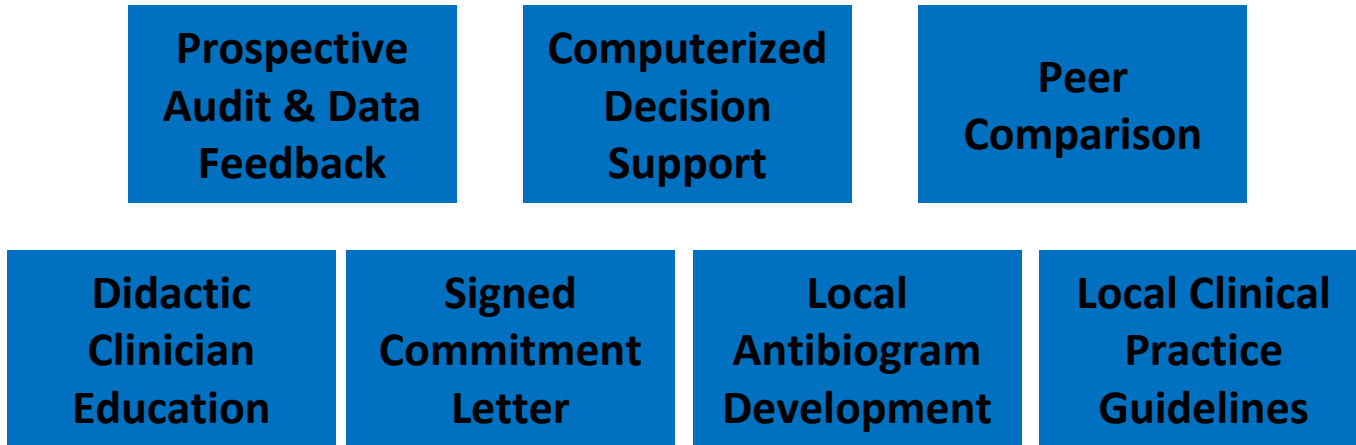 Prospective
Audit & Data
Feedback
Computerized
Decision
Support
Peer
Comparison
Didactic
Clinician
Education
Signed
Commitment
Letter
Local
Antibiogram
Development
Local Clinical
Practice
Guidelines